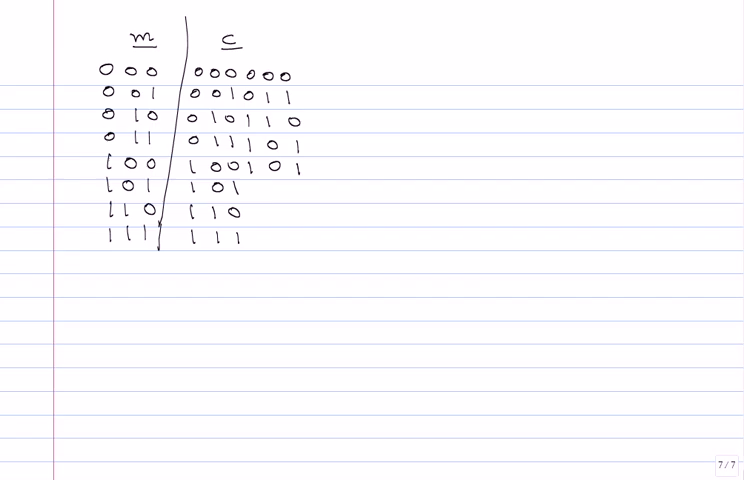 m c
0 0 0 0 0 0 0 0 0
0 0 1 0 0 1 0 1 1
0 1 0 0 1 0 1 1 0
0 1 1 0 1 1 1 0 1
1 0 0 1 0 0 1 0 1
1 0 1 1 0 1
1 1 0 1 1 0
1 1 1 1 1 1
7 / 7